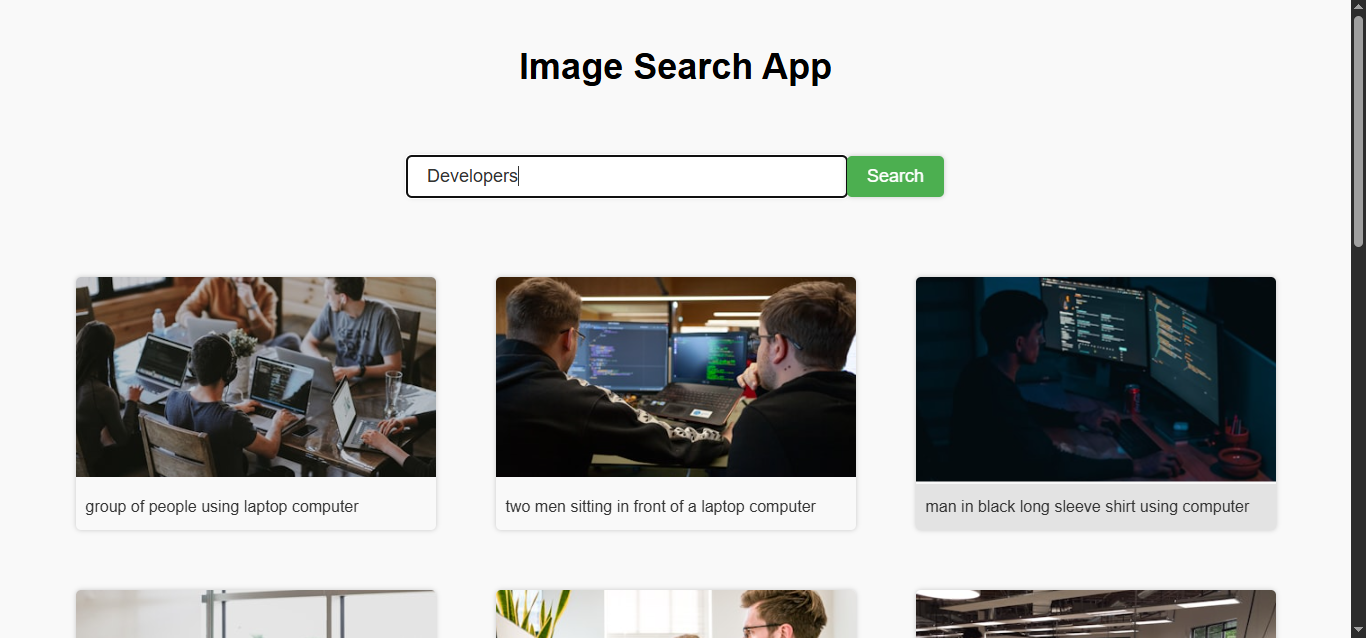 Image Search App
Developers
Search
group of people using laptop computer
two men sitting in front of a laptop computer
man in black long sleeve shirt using computer